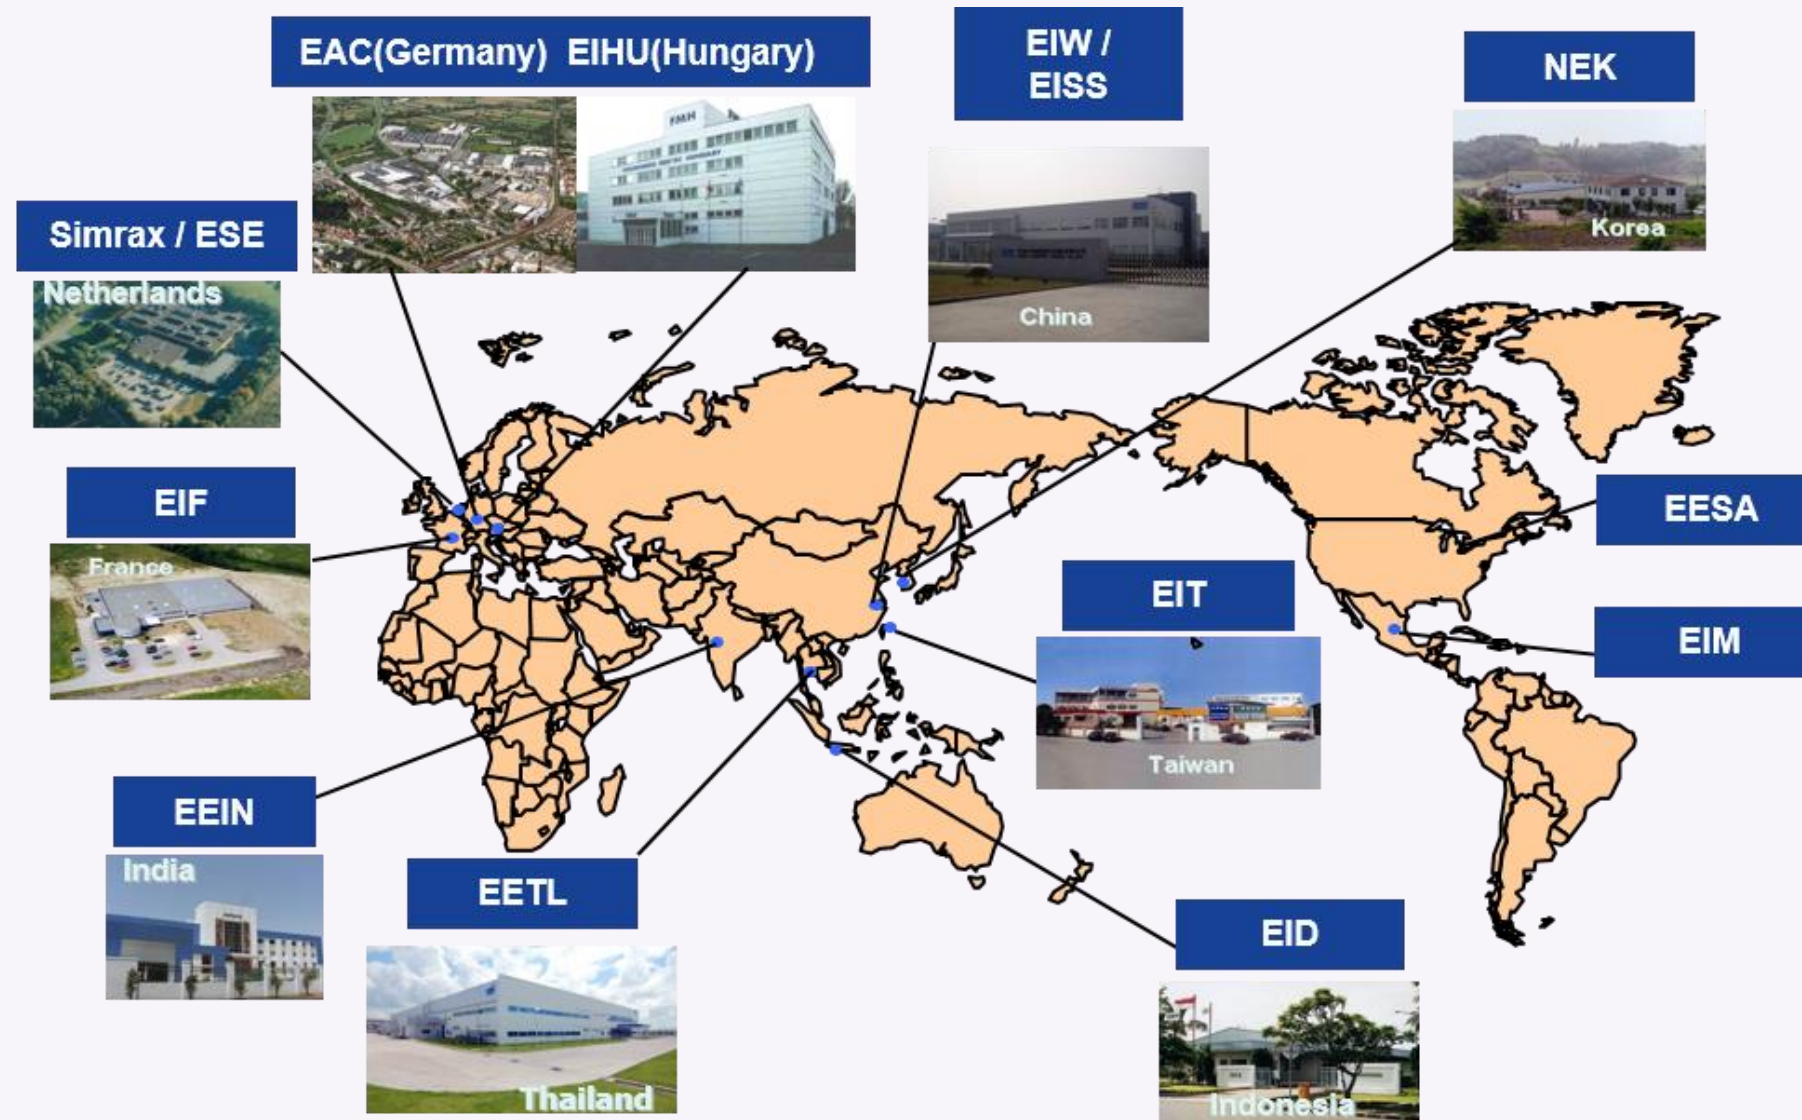 EAC(Germany) EIHU(Hungary)
EIW /
EISS
NEK
Korea
Simrax / ESE
Netherlands
FMH
China
EIF
France
EESA
EIT
Taiwan
EIM
EEIN
India
EETL
Thailand
EID
Indonesia